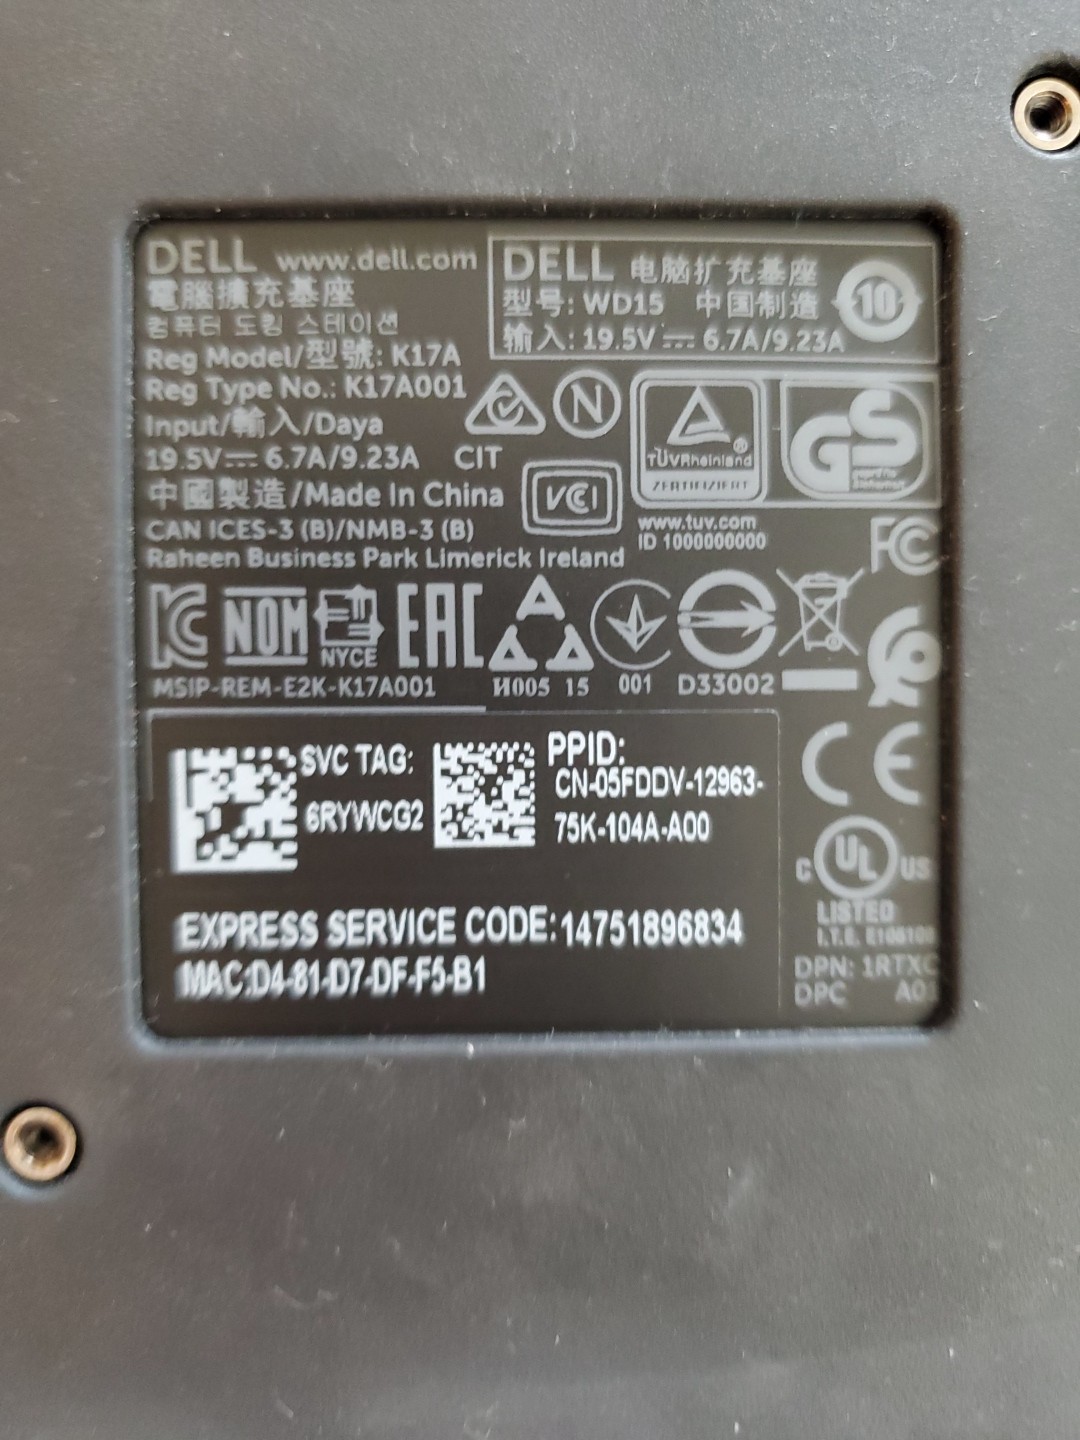 DELL www.dell.com
電腦擴充基座
컴퓨터 도킹 스테이션
Reg Model/型號: K17A
Reg Type No.: K17A001
Input/輸入/Daya
19.5V⎓ 6.7A/9.23A CIT
中國製造/Made In China
CAN ICES-3 (B)/NMB-3 (B)
Raheen Business Park Limerick Ireland
DELL 电脑扩充基座
型号: WD15 中国制造
输入: 19.5V⎓ 6.7A/9.23A
10
N
VCI
TÜVRheinland®
ZERTIFIZIERT
GS
www.tuv.com
ID 1000000000
FC
KC NOM NYCE EAC
MSIP-REM-E2K-K17A001
И005 15 001 D33002
SVC TAG:
6RYWCG2
PPID:
CN-05FDDV-12963-
75K-104A-A00
EXPRESS SERVICE CODE:14751896834
MAC:D4-81-D7-DF-F5-B1
CE
C UL US
LISTED
I.T.E.
DPN: 1RTXC
DPC A01